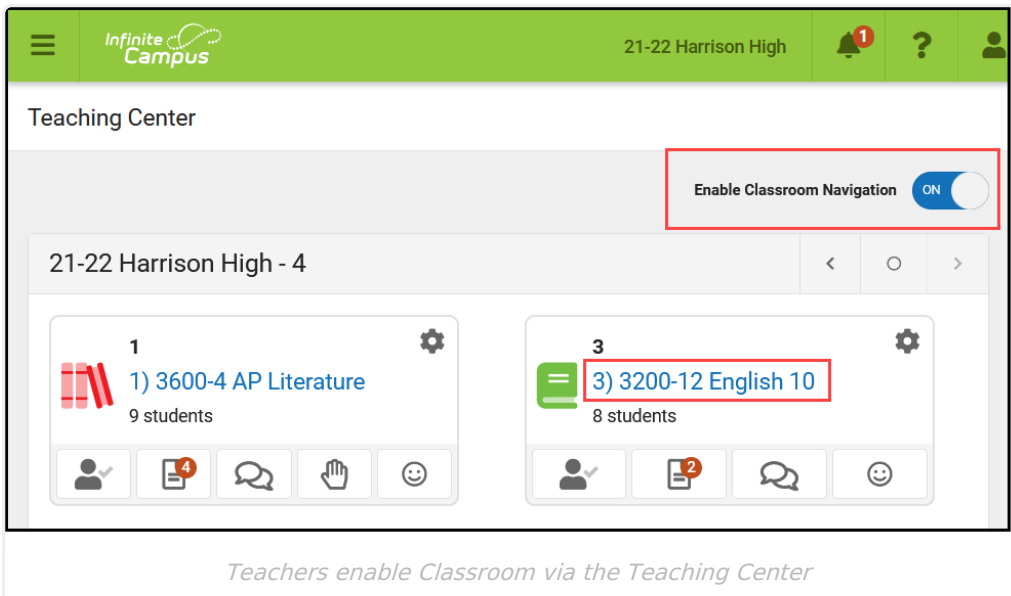 Infinite
Campus
21-22 Harrison High
1
?
Teaching Center
Enable Classroom Navigation
ON
21-22 Harrison High - 4
1
1) 3600-4 AP Literature
9 students
4
3
3) 3200-12 English 10
8 students
2
Teachers enable Classroom via the Teaching Center